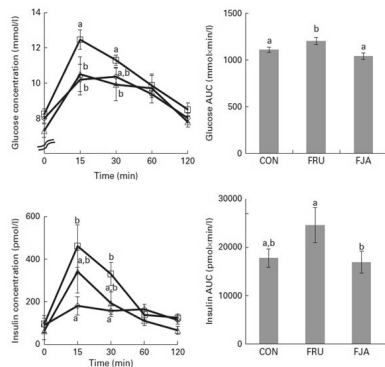 Glucose concentration (mmol/l)
14
12
10
8
a
a
b
a,b
b
0
15
30
60
120
Time (min)
Glucose AUC (mmol×min/l)
1500
1000
500
0
a
b
a
CON
FRU
FJA
Insulin concentration (pmol/l)
600
400
200
0
b
b
a,b
a,b
a
a
0
15
30
60
120
Time (min)
Insulin AUC (pmol×min/l)
30000
20000
10000
0
a,b
a
b
CON
FRU
FJA